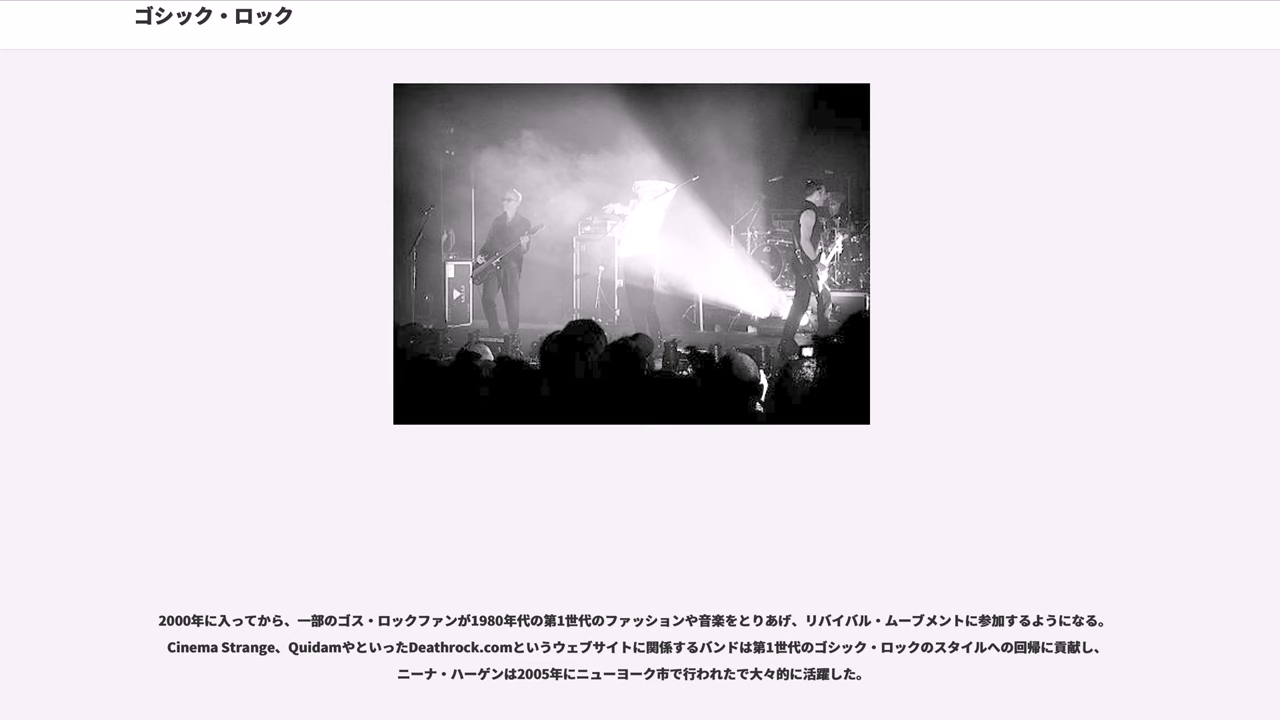 ゴシック・ロック
2000年に入ってから、一部のゴス・ロックファンが1980年代の第1世代のファッションや音楽をとりあげ、リバイバル・ムーブメントに参加するようになる。
Cinema Strange、QuidamやといったDeathrock.comというウェブサイトに関係するバンドは第1世代のゴシック・ロックのスタイルへの回帰に貢献し、
ニーナ・ハーゲンは2005年にニューヨーク市で行われたで大々的に活躍した。